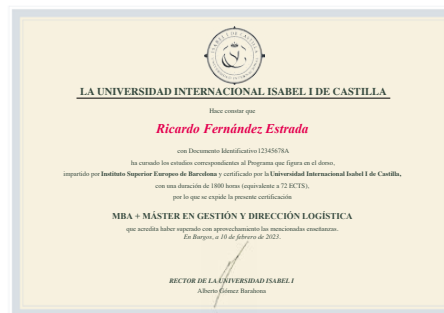 LA UNIVERSIDAD INTERNACIONAL ISABEL I DE CASTILLA
Hace constar que
Ricardo Fernández Estrada
con Documento Identificativo 12345678A
ha cursado los estudios correspondientes al Programa que figura en el dorso,
impartido por Instituto Superior Europeo de Barcelona y certificado por la Universidad Internacional Isabel I de Castilla,
con una duración de 1800 horas (equivalente a 72 ECTS),
por lo que se expide la presente certificación
MBA + MÁSTER EN GESTIÓN Y DIRECCIÓN LOGÍSTICA
que acredita haber superado con aprovechamiento las mencionadas enseñanzas.
En Burgos, a 10 de febrero de 2023.
RECTOR DE LA UNIVERSIDAD ISABEL I
Alberto Gómez Barahona